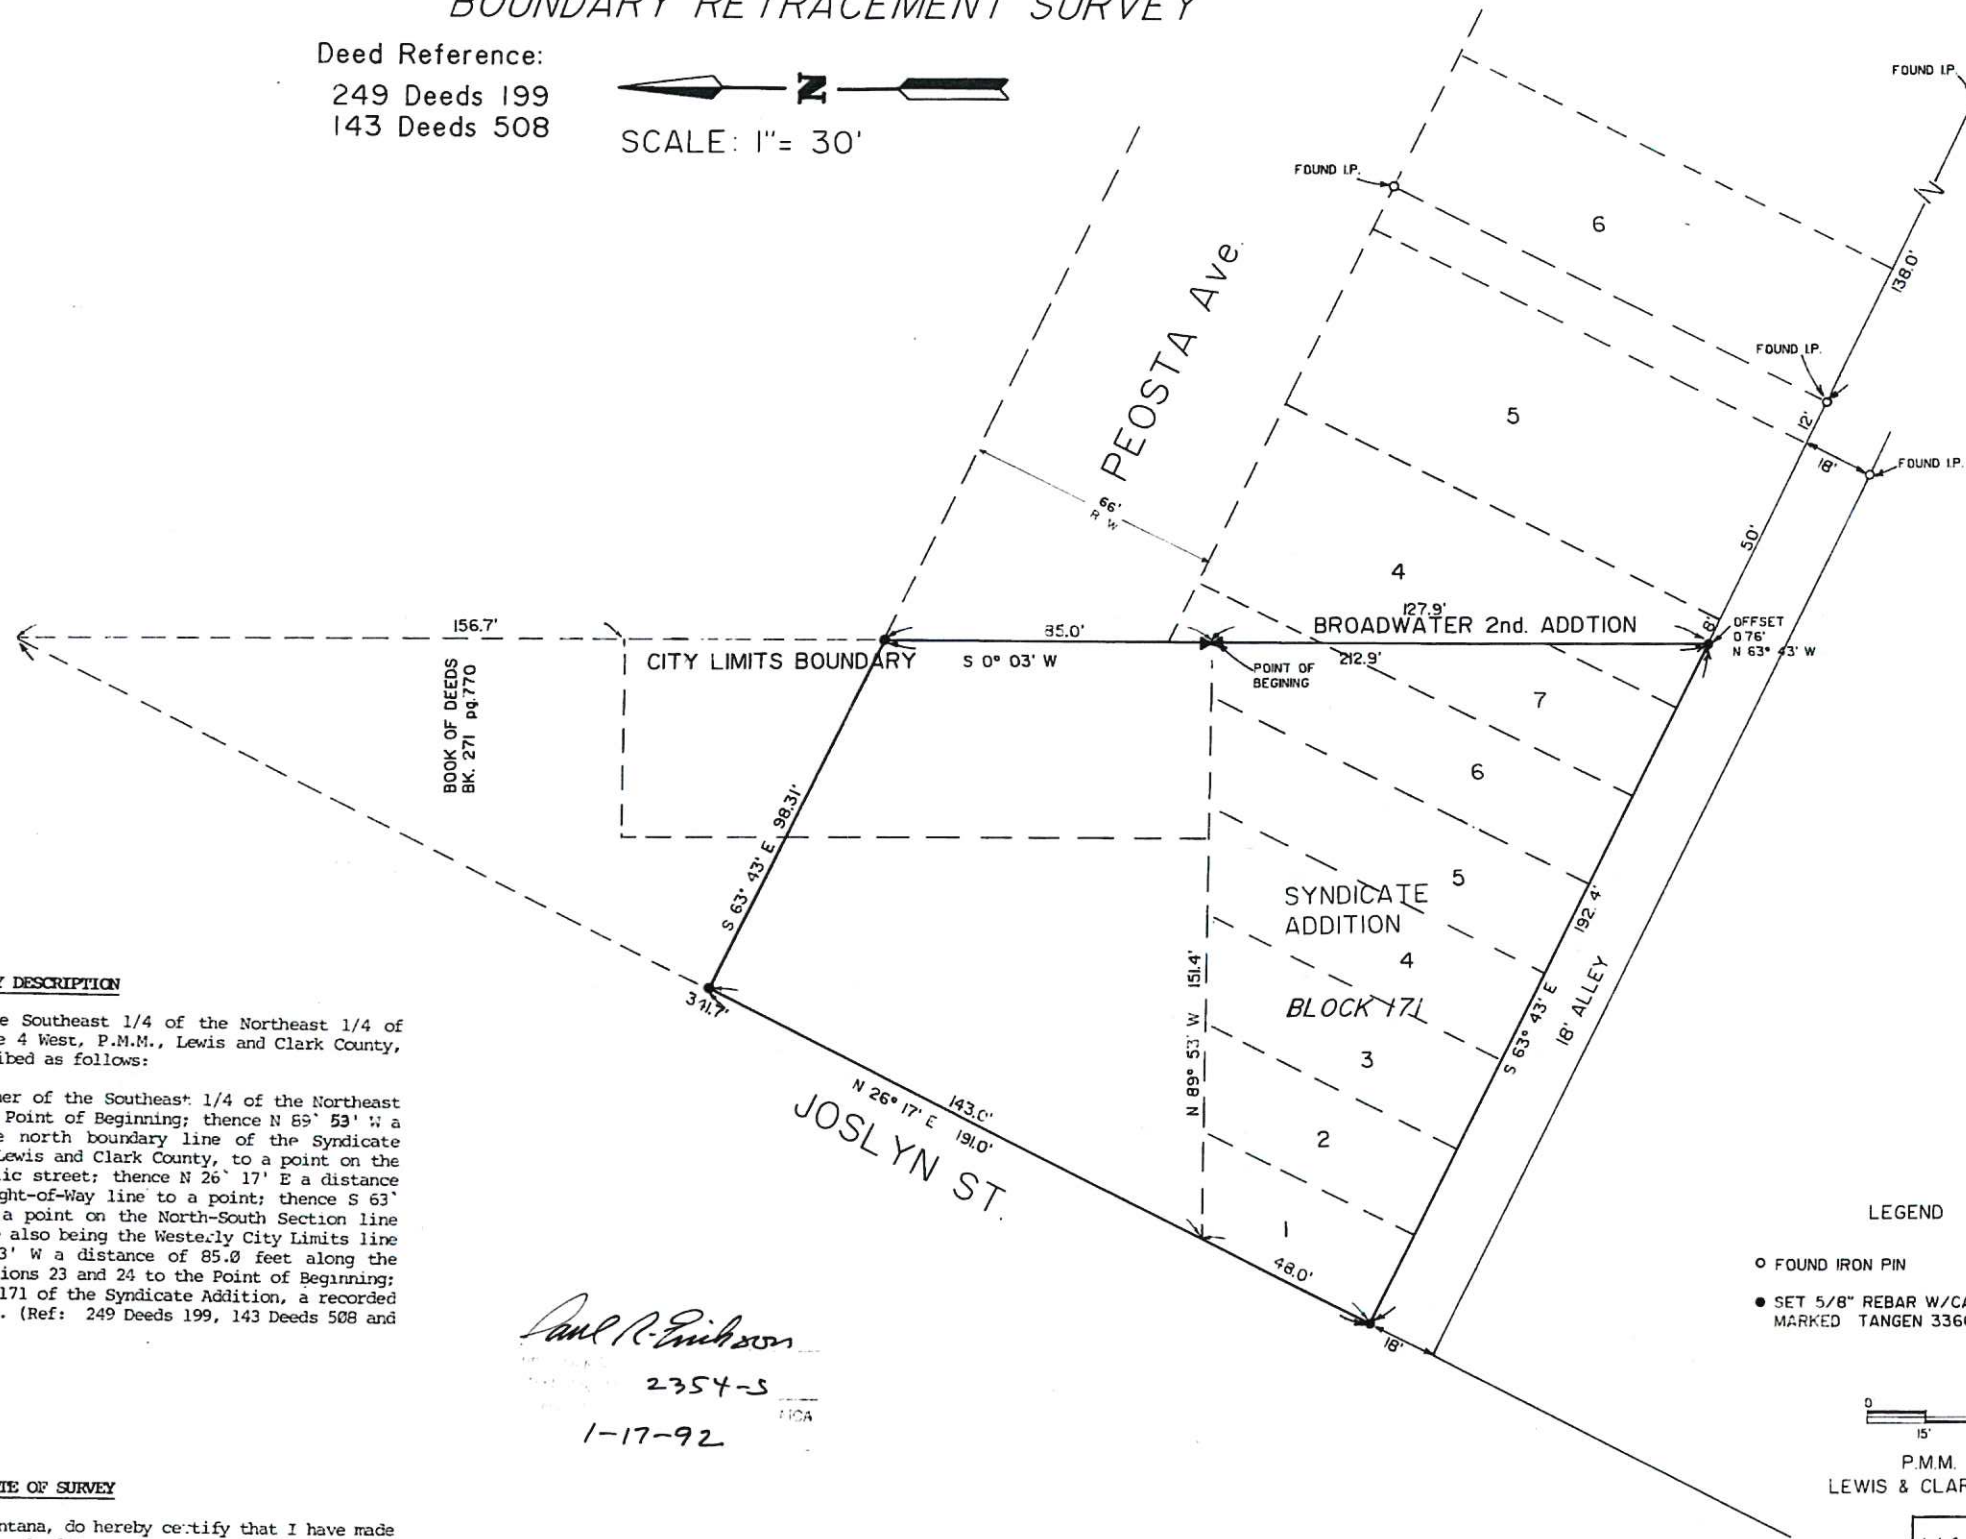 BOUNDARY RETRACEMENT SURVEY
Deed Reference:
249 Deeds 199
143 Deeds 508
N
SCALE: 1"= 30'
FOUND I.P.
FOUND I.P.
6
138.0'
PEOSTA Ave.
FOUND I.P.
5
12'
18'
FOUND I.P.
66'
R W
50'
4
127.9'
BROADWATER 2nd. ADDTION
8'
OFFSET
0.76'
N 63° 43' W
156.7'
85.0'
CITY LIMITS BOUNDARY
S 0° 03' W
212.9'
POINT OF
BEGINING
BOOK OF DEEDS
BK. 271 pg.770
7
6
S 63° 43' E 98.31'
5
SYNDICATE
ADDITION
192.4'
4
N 89° 53' W 151.4'
BLOCK 171
S 63° 43' E
18' ALLEY
341.7'
3
N 26° 17' E
143.0'
191.0'
2
JOSLYN ST.
1
48.0'
18'
Y DESCRIPTION
e Southeast 1/4 of the Northeast 1/4 of
e 4 West, P.M.M., Lewis and Clark County,
ibed as follows:
ner of the Southeast 1/4 of the Northeast
Point of Beginning; thence N 89° 53' W a
e north boundary line of the Syndicate
Lewis and Clark County, to a point on the
lic street; thence N 26° 17' E a distance
ght-of-Way line to a point; thence S 63°
a point on the North-South Section line
also being the Westerly City Limits line
3' W a distance of 85.0 feet along the
ions 23 and 24 to the Point of Beginning;
171 of the Syndicate Addition, a recorded
. (Ref: 249 Deeds 199, 143 Deeds 508 and
Paul R. Erickson
2354-S
1-17-92
TE OF SURVEY
ntana, do hereby certify that I have made
LEGEND
FOUND IRON PIN
SET 5/8" REBAR W/CA
MARKED TANGEN 336
0
15'
P.M.M.
LEWIS & CLAR